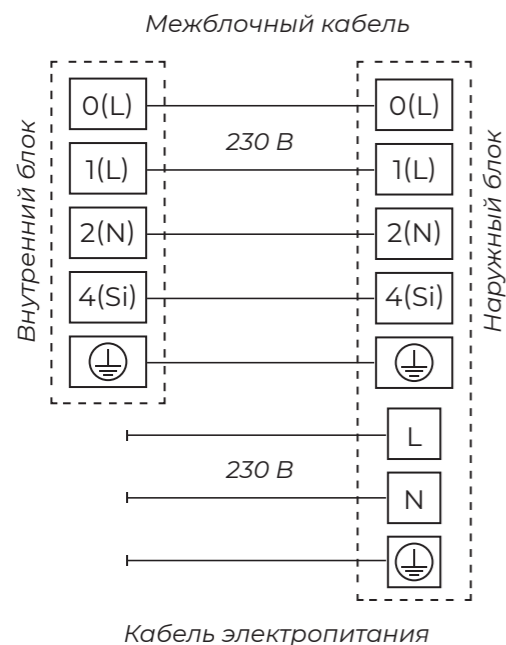 Межблочный кабель
Внутренний блок
Наружный блок
0(L) 0(L)
230 В
1(L) 1(L)
2(N) 2(N)
4(Si) 4(Si)
L
230 В
N
Кабель электропитания